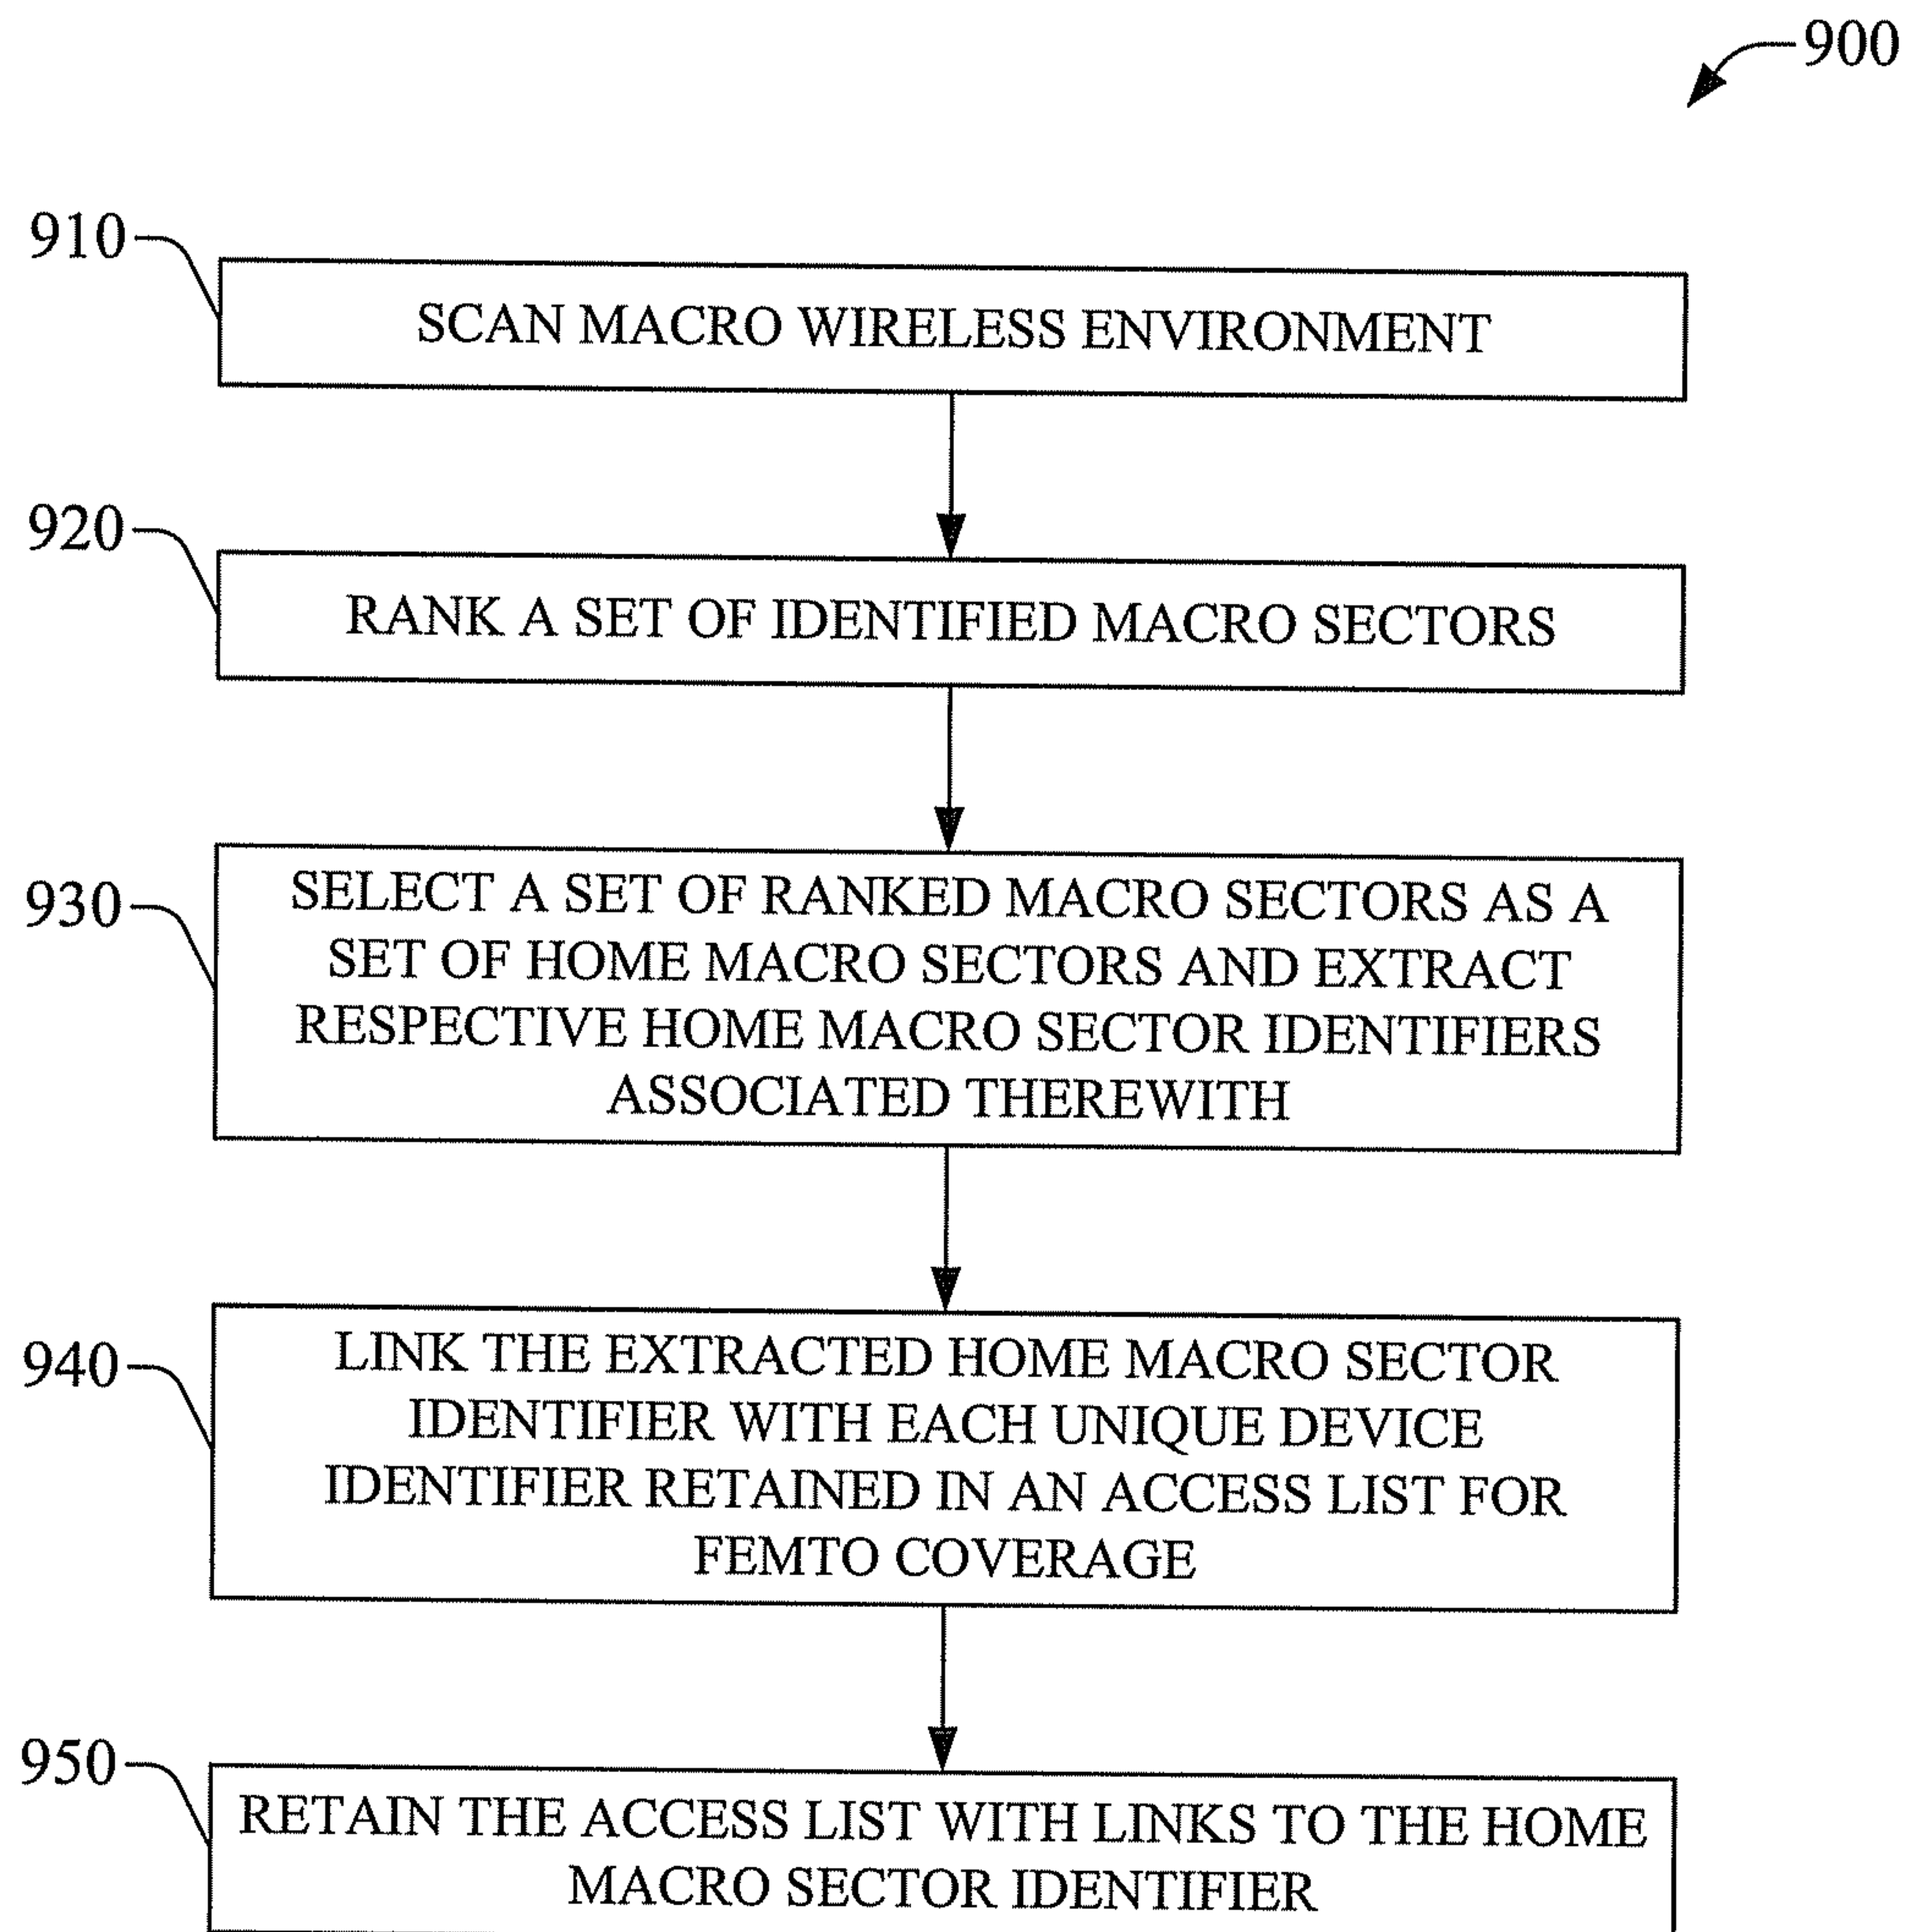 900
910
SCAN MACRO WIRELESS ENVIRONMENT
920
RANK A SET OF IDENTIFIED MACRO SECTORS
930
SELECT A SET OF RANKED MACRO SECTORS AS A
SET OF HOME MACRO SECTORS AND EXTRACT
RESPECTIVE HOME MACRO SECTOR IDENTIFIERS
ASSOCIATED THEREWITH
940
LINK THE EXTRACTED HOME MACRO SECTOR
IDENTIFIER WITH EACH UNIQUE DEVICE
IDENTIFIER RETAINED IN AN ACCESS LIST FOR
FEMTO COVERAGE
950
RETAIN THE ACCESS LIST WITH LINKS TO THE HOME
MACRO SECTOR IDENTIFIER